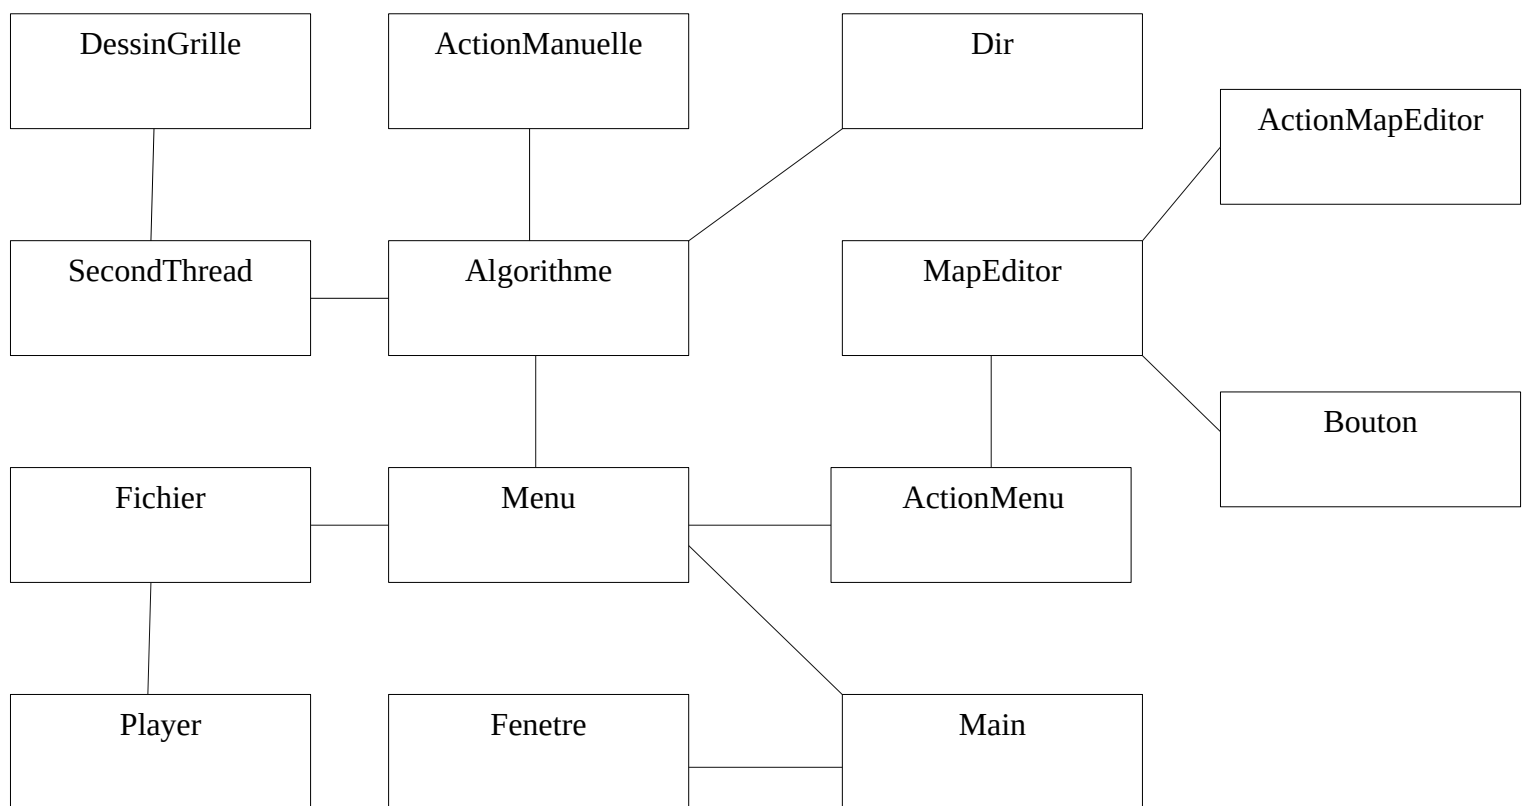 DessinGrille
ActionManuelle
Dir
ActionMapEditor
SecondThread
Algorithme
MapEditor
Bouton
Fichier
Menu
ActionMenu
Player
Fenetre
Main